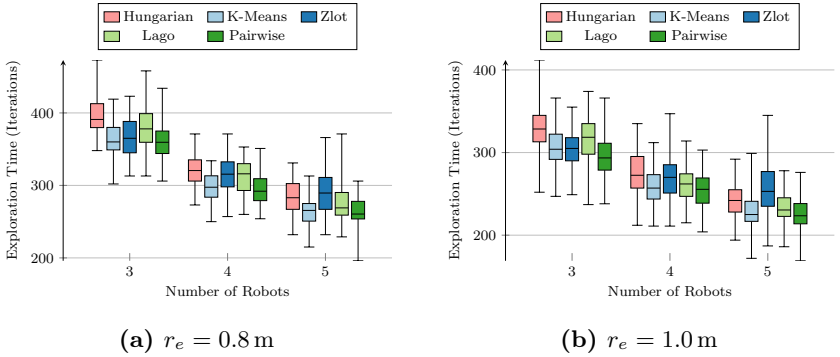 Hungarian K-Means Zlot
Lago Pairwise
Exploration Time (Iterations)
400
300
200
3 4 5
Number of Robots
(a) r_e = 0.8 m
Hungarian K-Means Zlot
Lago Pairwise
Exploration Time (Iterations)
400
300
200
3 4 5
Number of Robots
(b) r_e = 1.0 m